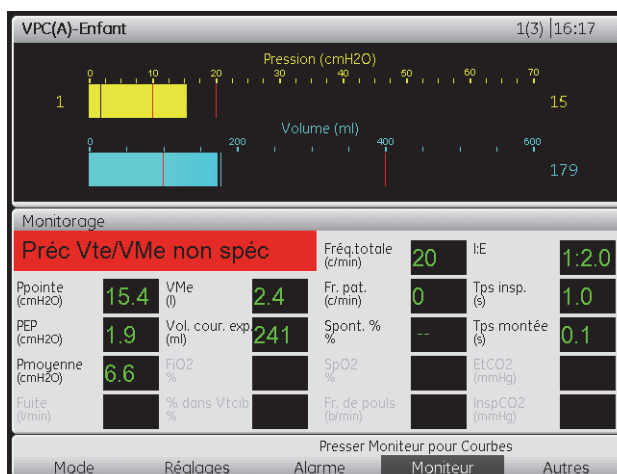 VPC(A)-Enfant 1(3) 16:17
Pression (cmH2O)
0 10 20 30 40 50 60 70
1 15
Volume (ml)
0 200 400 600
179
Monitorage
Préc Vte/VMe non spéc
Fréq.totale (c/min) 20 I:E 1:2.0
Ppointe (cmH2O) 15.4 VMe (l) 2.4 Fr. pat. (c/min) 0 Tps insp. (s) 1.0
PEP (cmH2O) 1.9 Vol. cour. exp. (ml) 241 Spont. % % -- Tps montée (s) 0.1
Pmoyenne (cmH2O) 6.6 FiO2 % SpO2 % EtCO2 (mmHg)
Fuite (l/min) % dans Vtcib % Fr. de pouls (b/min) InspCO2 (mmHg)
Presser Moniteur pour Courbes
Mode Réglages Alarme Moniteur Autres